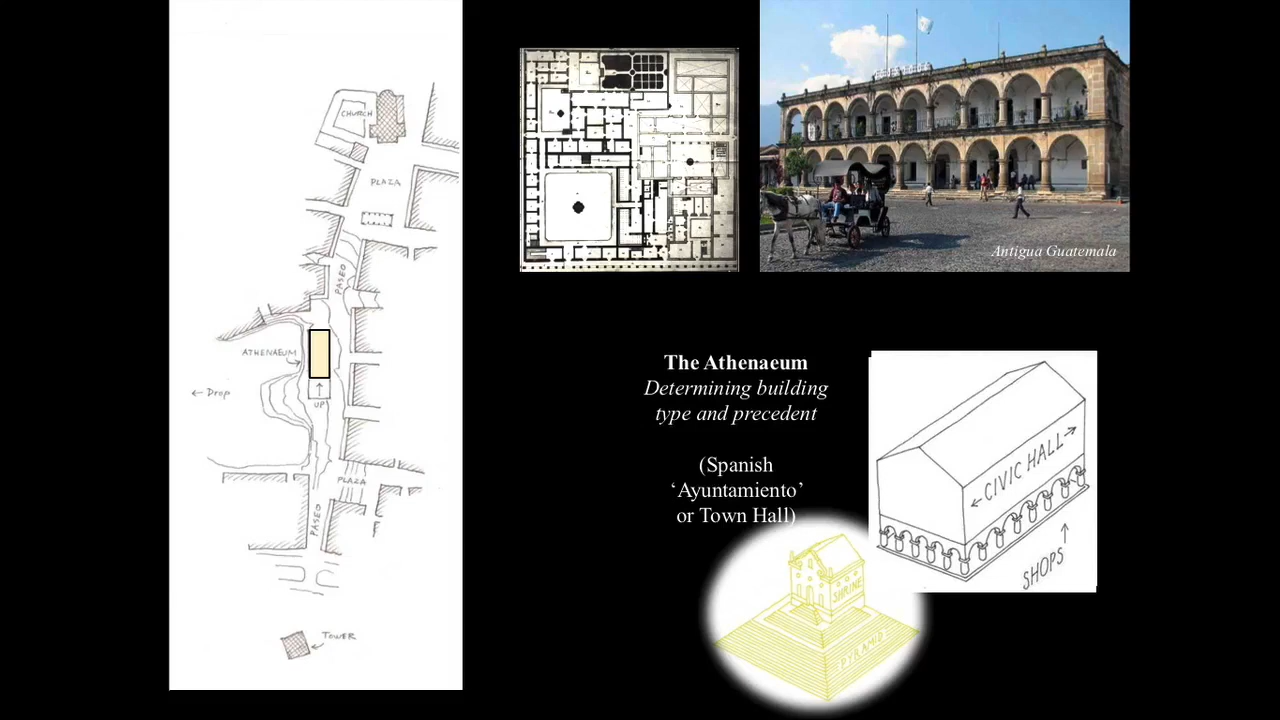 CHURCH
PLAZA
PASEO
ATHENAEUM
← Drop
UP
PLAZA
PASEO
TOWER
Antigua Guatemala
The Athenaeum
Determining building
type and precedent
(Spanish
‘Ayuntamiento’
or Town Hall)
← CIVIC HALL →
SHOPS
SHRINE
PYRAMID